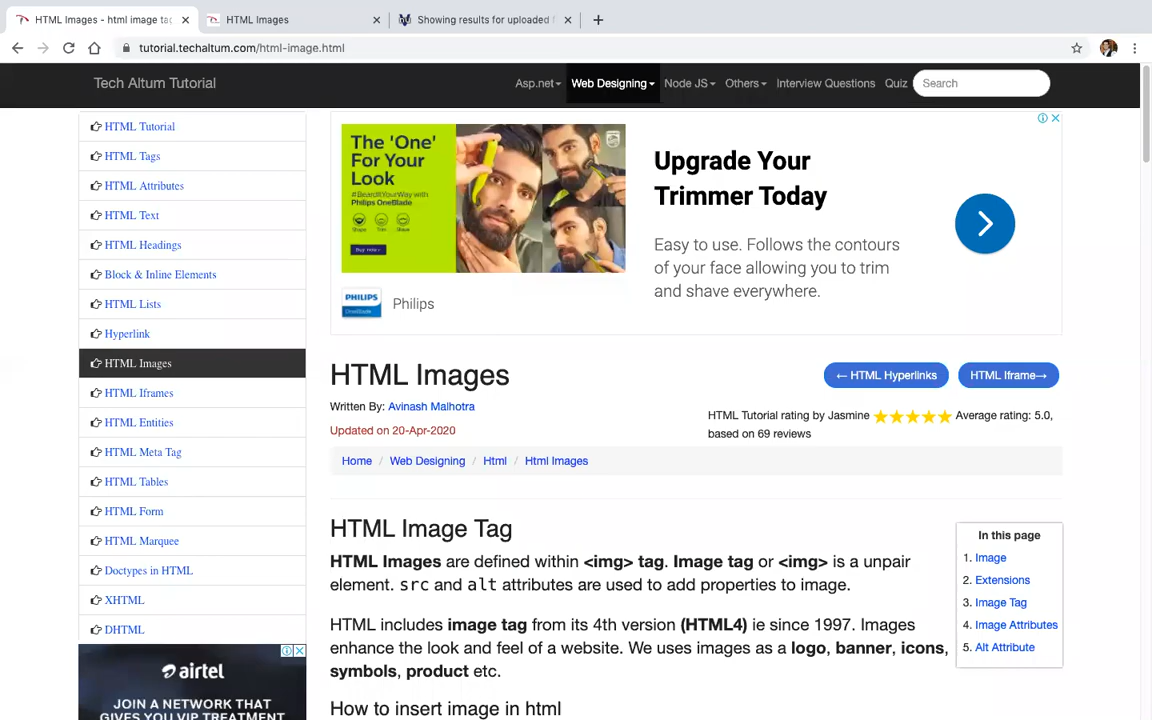 HTML Images - html image tag
HTML Images
Showing results for uploaded f
tutorial.techaltum.com/html-image.html
Tech Altum Tutorial
Asp.net
Web Designing
Node JS
Others
Interview Questions
Quiz
Search
HTML Tutorial
HTML Tags
HTML Attributes
HTML Text
HTML Headings
Block & Inline Elements
HTML Lists
Hyperlink
HTML Images
HTML Iframes
HTML Entities
HTML Meta Tag
HTML Tables
HTML Form
HTML Marquee
Doctypes in HTML
XHTML
DHTML
airtel
JOIN A NETWORK THAT
GIVES YOU VIP TREATMENT
The 'One'
For Your
Look
#BeardItYourWay with
Philips OneBlade
Buy now
PHILIPS
OneBlade
Philips
Upgrade Your
Trimmer Today
Easy to use. Follows the contours
of your face allowing you to trim
and shave everywhere.
HTML Images
← HTML Hyperlinks
HTML Iframe→
Written By: Avinash Malhotra
Updated on 20-Apr-2020
HTML Tutorial rating by Jasmine ★★★★★ Average rating: 5.0,
based on 69 reviews
Home / Web Designing / Html / Html Images
HTML Image Tag
HTML Images are defined within <img> tag. Image tag or <img> is a unpair
element. src and alt attributes are used to add properties to image.
HTML includes image tag from its 4th version (HTML4) ie since 1997. Images
enhance the look and feel of a website. We uses images as a logo, banner, icons,
symbols, product etc.
How to insert image in html
In this page
1. Image
2. Extensions
3. Image Tag
4. Image Attributes
5. Alt Attribute